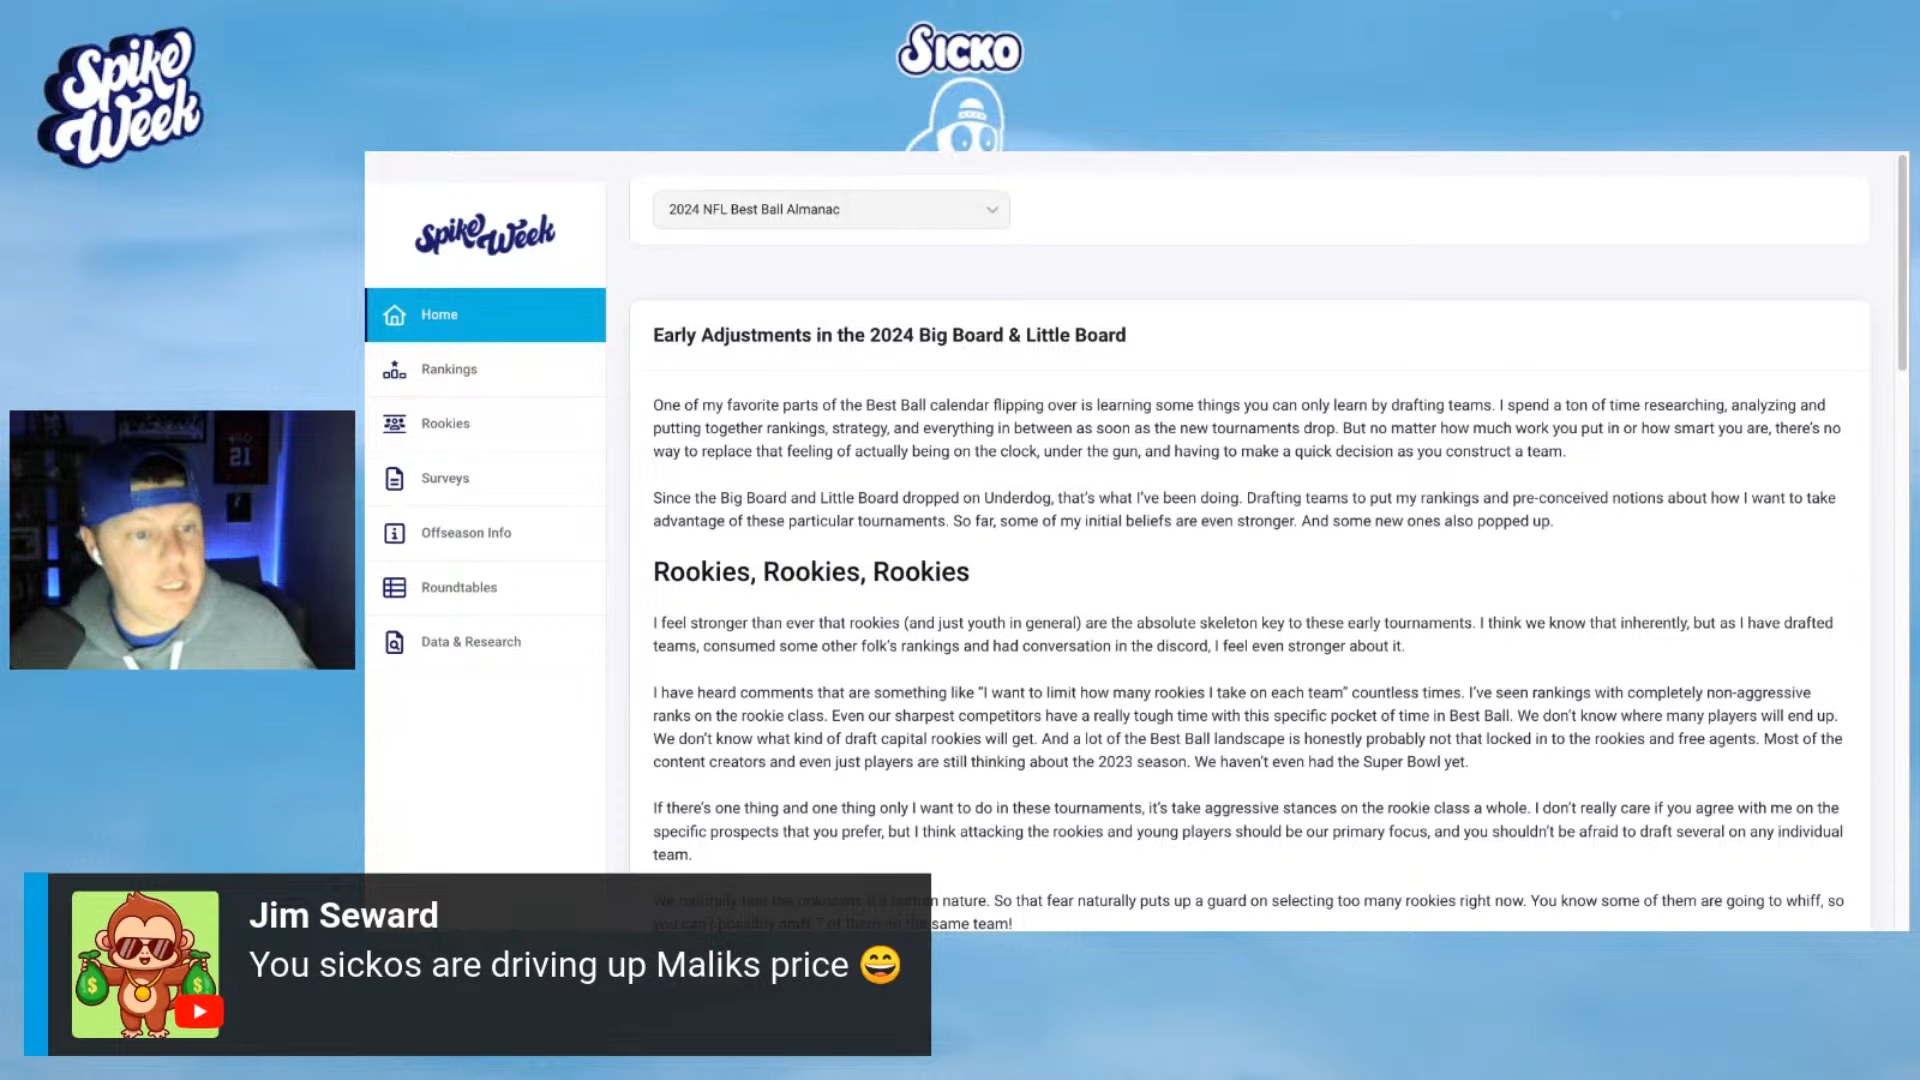 Spike
Week
SICKO
Spike Week
2024 NFL Best Ball Almanac
Home
Rankings
Rookies
Surveys
Offseason Info
Roundtables
Data & Research
Early Adjustments in the 2024 Big Board & Little Board
One of my favorite parts of the Best Ball calendar flipping over is learning some things you can only learn by drafting teams. I spend a ton of time researching, analyzing and
putting together rankings, strategy, and everything in between as soon as the new tournaments drop. But no matter how much work you put in or how smart you are, there's no
way to replace that feeling of actually being on the clock, under the gun, and having to make a quick decision as you construct a team.
Since the Big Board and Little Board dropped on Underdog, that's what I've been doing. Drafting teams to put my rankings and pre-conceived notions about how I want to take
advantage of these particular tournaments. So far, some of my initial beliefs are even stronger. And some new ones also popped up.
Rookies, Rookies, Rookies
I feel stronger than ever that rookies (and just youth in general) are the absolute skeleton key to these early tournaments. I think we know that inherently, but as I have drafted
teams, consumed some other folk's rankings and had conversation in the discord, I feel even stronger about it.
I have heard comments that are something like "I want to limit how many rookies I take on each team" countless times. I've seen rankings with completely non-aggressive
ranks on the rookie class. Even our sharpest competitors have a really tough time with this specific pocket of time in Best Ball. We don't know where many players will end up.
We don't know what kind of draft capital rookies will get. And a lot of the Best Ball landscape is honestly probably not that locked in to the rookies and free agents. Most of the
content creators and even just players are still thinking about the 2023 season. We haven't even had the Super Bowl yet.
If there's one thing and one thing only I want to do in these tournaments, it's take aggressive stances on the rookie class a whole. I don't really care if you agree with me on the
specific prospects that you prefer, but I think attacking the rookies and young players should be our primary focus, and you shouldn't be afraid to draft several on any individual
team.
We naturally fear the unknown. It's human nature. So that fear naturally puts up a guard on selecting too many rookies right now. You know some of them are going to whiff, so
you can't possibly draft 7 of them on the same team!
21
Jim Seward
You sickos are driving up Maliks price 😄
$ $